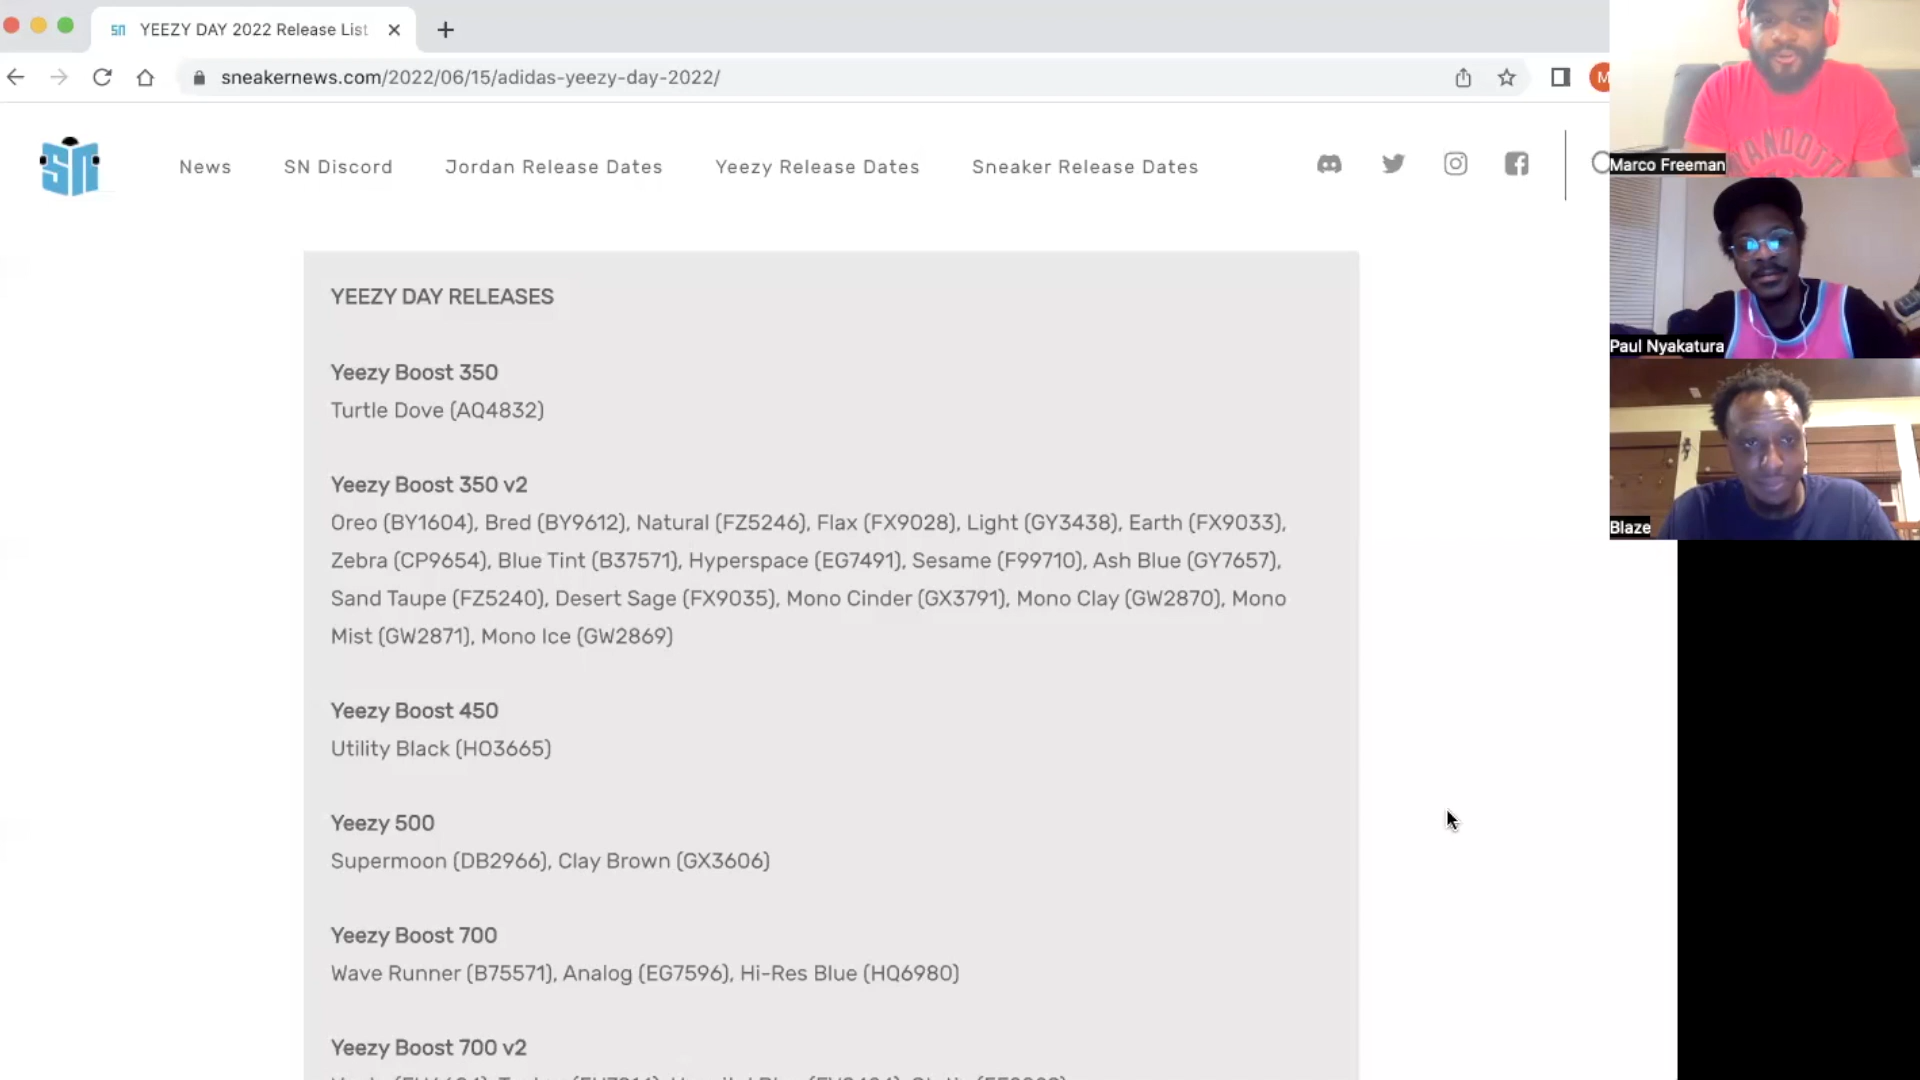 YEEZY DAY 2022 Release List
sneakernews.com/2022/06/15/adidas-yeezy-day-2022/
M
SN
News
SN Discord
Jordan Release Dates
Yeezy Release Dates
Sneaker Release Dates
Marco Freeman
Paul Nyakatura
Blaze
YEEZY DAY RELEASES
Yeezy Boost 350
Turtle Dove (AQ4832)
Yeezy Boost 350 v2
Oreo (BY1604), Bred (BY9612), Natural (FZ5246), Flax (FX9028), Light (GY3438), Earth (FX9033),
Zebra (CP9654), Blue Tint (B37571), Hyperspace (EG7491), Sesame (F99710), Ash Blue (GY7657),
Sand Taupe (FZ5240), Desert Sage (FX9035), Mono Cinder (GX3791), Mono Clay (GW2870), Mono
Mist (GW2871), Mono Ice (GW2869)
Yeezy Boost 450
Utility Black (HO3665)
Yeezy 500
Supermoon (DB2966), Clay Brown (GX3606)
Yeezy Boost 700
Wave Runner (B75571), Analog (EG7596), Hi-Res Blue (HQ6980)
Yeezy Boost 700 v2